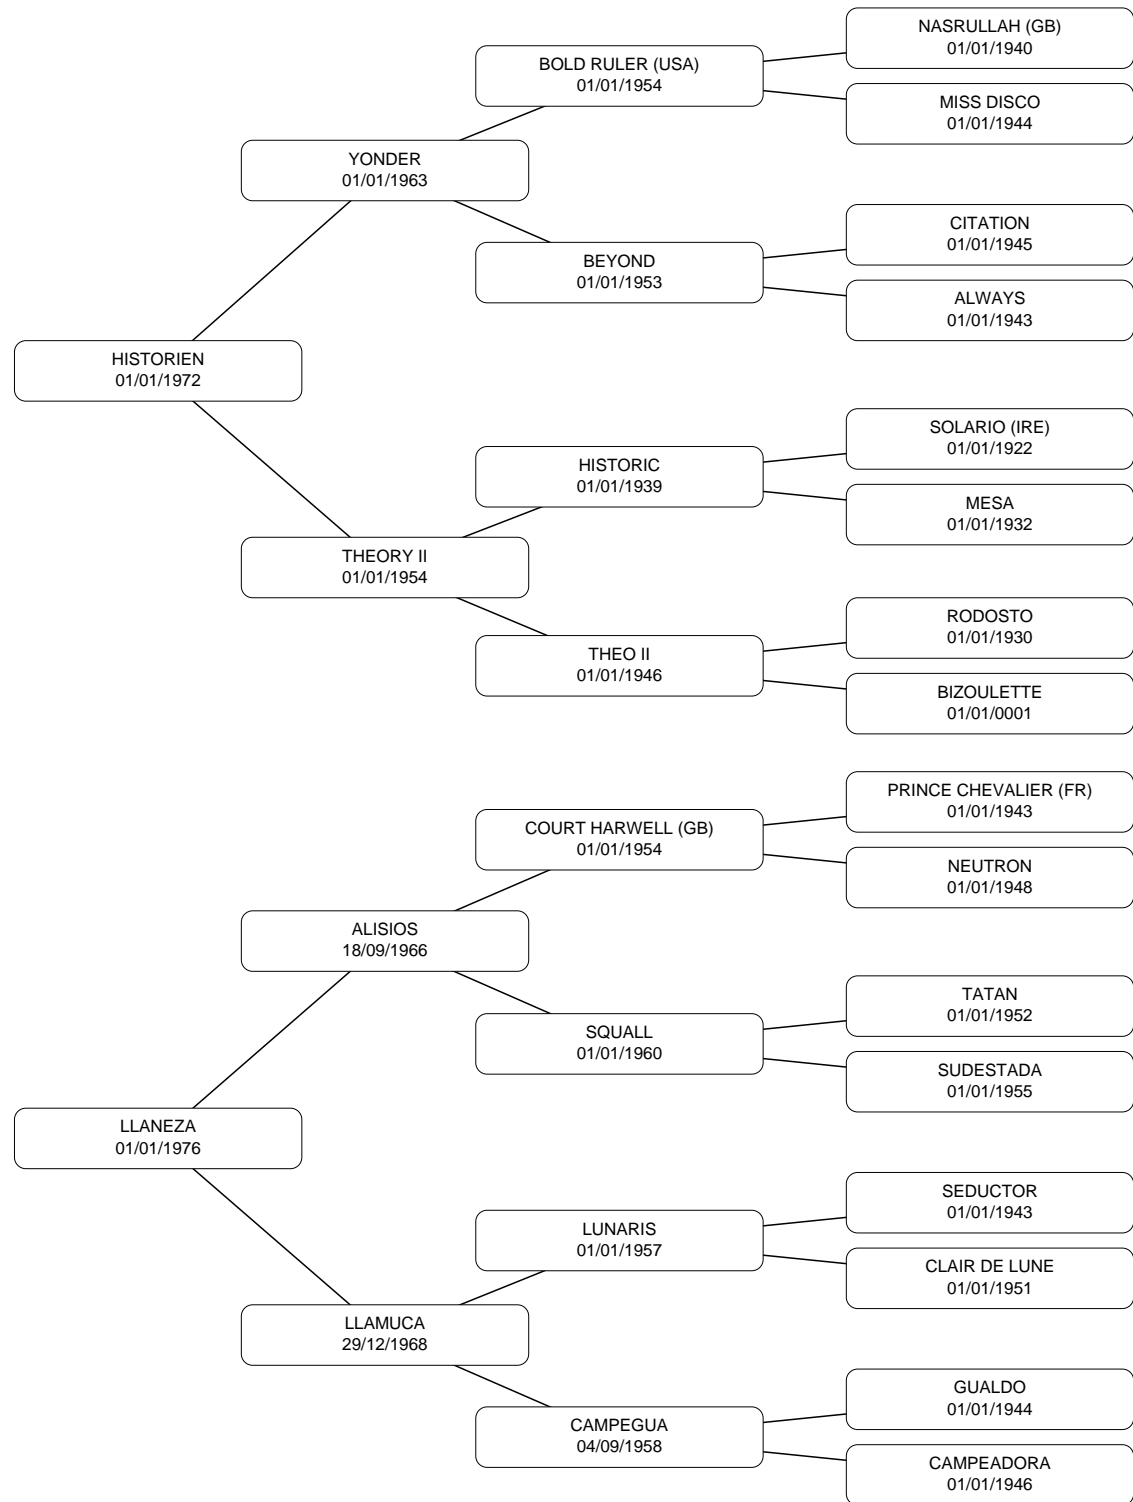 NASRULLAH (GB)
01/01/1940
BOLD RULER (USA)
01/01/1954
MISS DISCO
01/01/1944
YONDER
01/01/1963
CITATION
01/01/1945
BEYOND
01/01/1953
ALWAYS
01/01/1943
HISTORIEN
01/01/1972
SOLARIO (IRE)
01/01/1922
HISTORIC
01/01/1939
MESA
01/01/1932
THEORY II
01/01/1954
RODOSTO
01/01/1930
THEO II
01/01/1946
BIZOULETTE
01/01/0001
PRINCE CHEVALIER (FR)
01/01/1943
COURT HARWELL (GB)
01/01/1954
NEUTRON
01/01/1948
ALISIOS
18/09/1966
TATAN
01/01/1952
SQUALL
01/01/1960
SUDESTADA
01/01/1955
LLANEZA
01/01/1976
SEDUCTOR
01/01/1943
LUNARIS
01/01/1957
CLAIR DE LUNE
01/01/1951
LLAMUCA
29/12/1968
GUALDO
01/01/1944
CAMPEGUA
04/09/1958
CAMPEADORA
01/01/1946